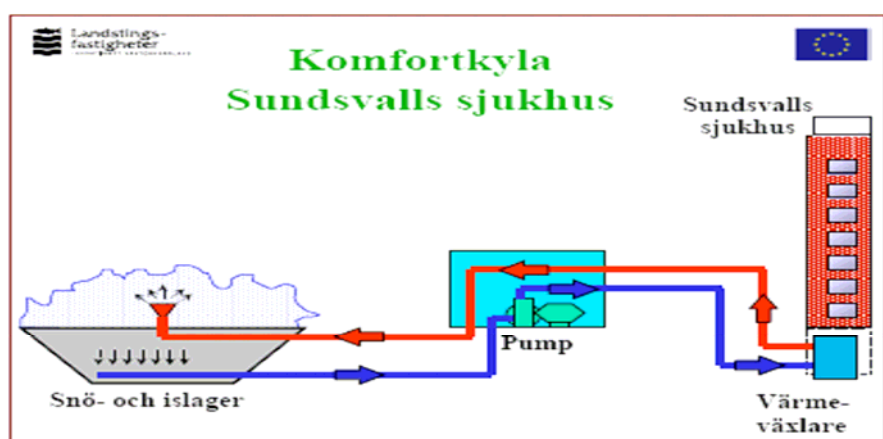 Landstings-
fastigheter
Komfortkyla
Sundsvalls sjukhus
Sundsvalls
sjukhus
Pump
Snö- och islager
Värme-
växlare